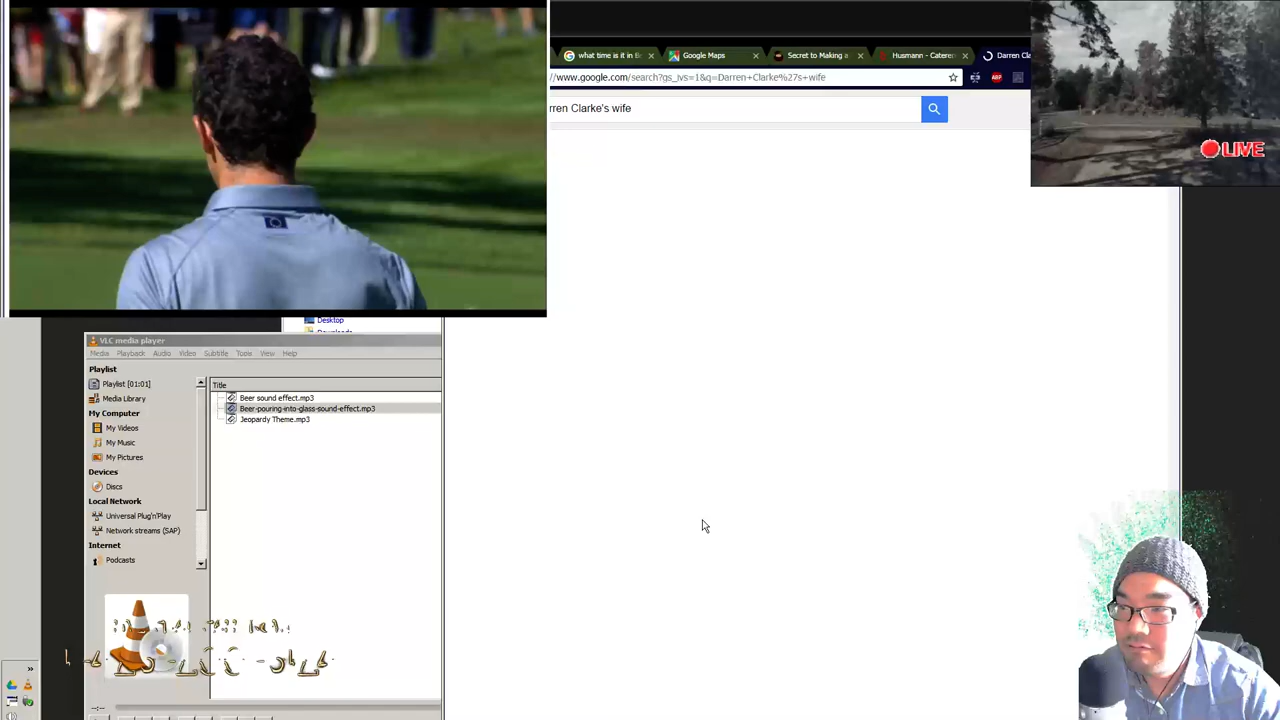 what time is it in B
Google Maps
Secret to Making a
Husmann - Cateren
Darren Cl
//www.google.com/search?gs_ivs=1&q=Darren+Clarke%27s+wife
ABP
rren Clarke's wife
LIVE
Desktop
Downloads
VLC media player
Media Playback Audio Video Subtitle Tools View Help
Playlist
Playlist [01:01]
Media Library
My Computer
My Videos
My Music
My Pictures
Devices
Discs
Local Network
Universal Plug'n'Play
Network streams (SAP)
Internet
Podcasts
Title
Beer sound effect.mp3
Beer-pouring-into-glass-sound-effect.mp3
Jeopardy Theme.mp3
--:--